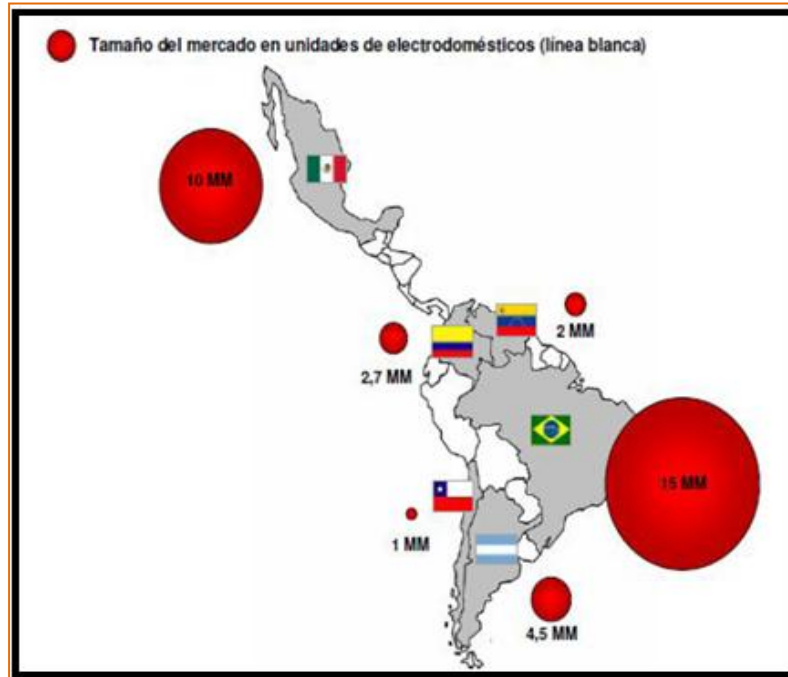 Tamaño del mercado en unidades de electrodomésticos (línea blanca)
10 MM
2 MM
2,7 MM
15 MM
1 MM
4,5 MM